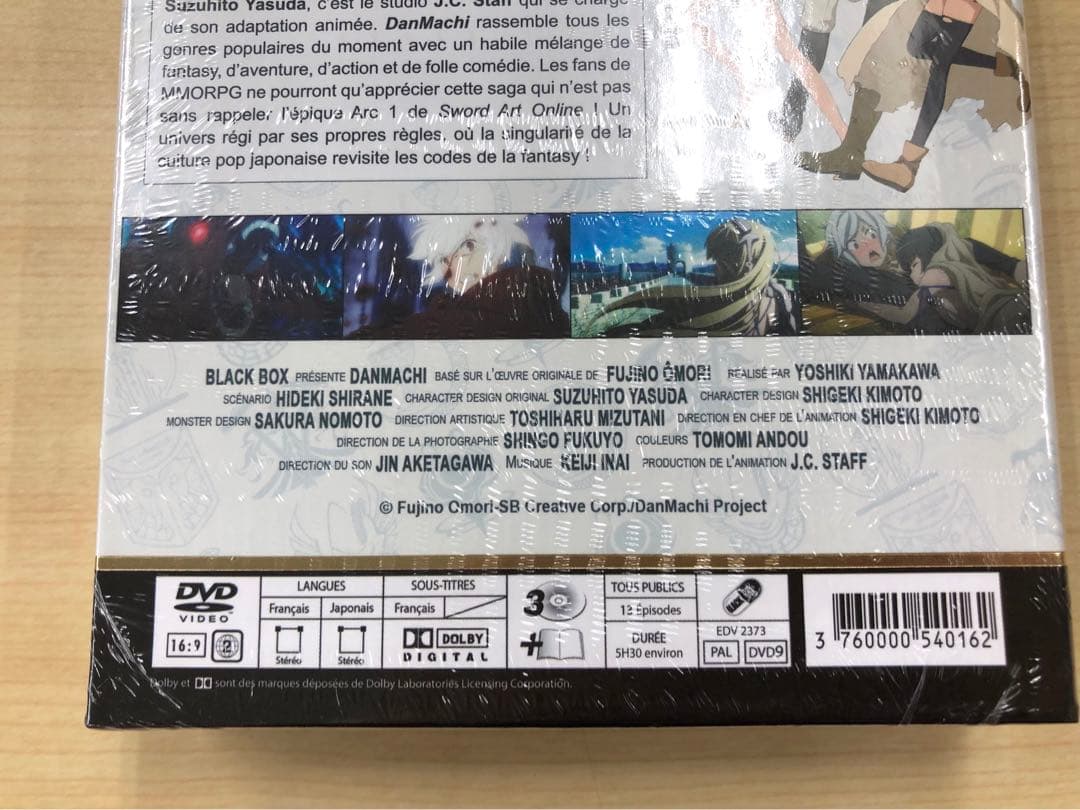 Suzuhito Yasuda, c'est le studio J.C. Staff qui se charge
de son adaptation animée. DanMachi rassemble tous les
genres populaires du moment avec un habile mélange de
fantasy, d'aventure, d'action et de folle comédie. Les fans de
MMORPG ne pourront qu'apprécier cette saga qui n'est pas
sans rappeler l'épique Arc 1 de Sword Art Online ! Un
univers régi par ses propres règles, où la singularité de la
culture pop japonaise revisite les codes de la fantasy !
BLACK BOX PRÉSENTE DANMACHI BASÉ SUR L'ŒUVRE ORIGINALE DE FUJINO ÔMORI RÉALISÉ PAR YOSHIKI YAMAKAWA
SCÉNARIO HIDEKI SHIRANE CHARACTER DESIGN ORIGINAL SUZUHITO YASUDA CHARACTER DESIGN SHIGEKI KIMOTO
MONSTER DESIGN SAKURA NOMOTO DIRECTION ARTISTIQUE TOSHIHARU MIZUTANI DIRECTION EN CHEF DE L'ANIMATION SHIGEKI KIMOTO
DIRECTION DE LA PHOTOGRAPHIE SHINGO FUKUYO COULEURS TOMOMI ANDOU
DIRECTION DU SON JIN AKETAGAWA MUSIQUE KEIJI INAI PRODUCTION DE L'ANIMATION J.C. STAFF
© Fujino Omori-SB Creative Corp./DanMachi Project
DVD
VIDEO
16:9 2
LANGUES
Français Japonais
Stéréo Stéréo
SOUS-TITRES
Français
DOLBY
DIGITAL
3
+
TOUS PUBLICS
13 Épisodes
DURÉE
5H30 environ
BLACK BOX
EDV 2373
PAL DVD9
3 760000 540162
Dolby et sont des marques déposées de Dolby Laboratories Licensing Corporation.